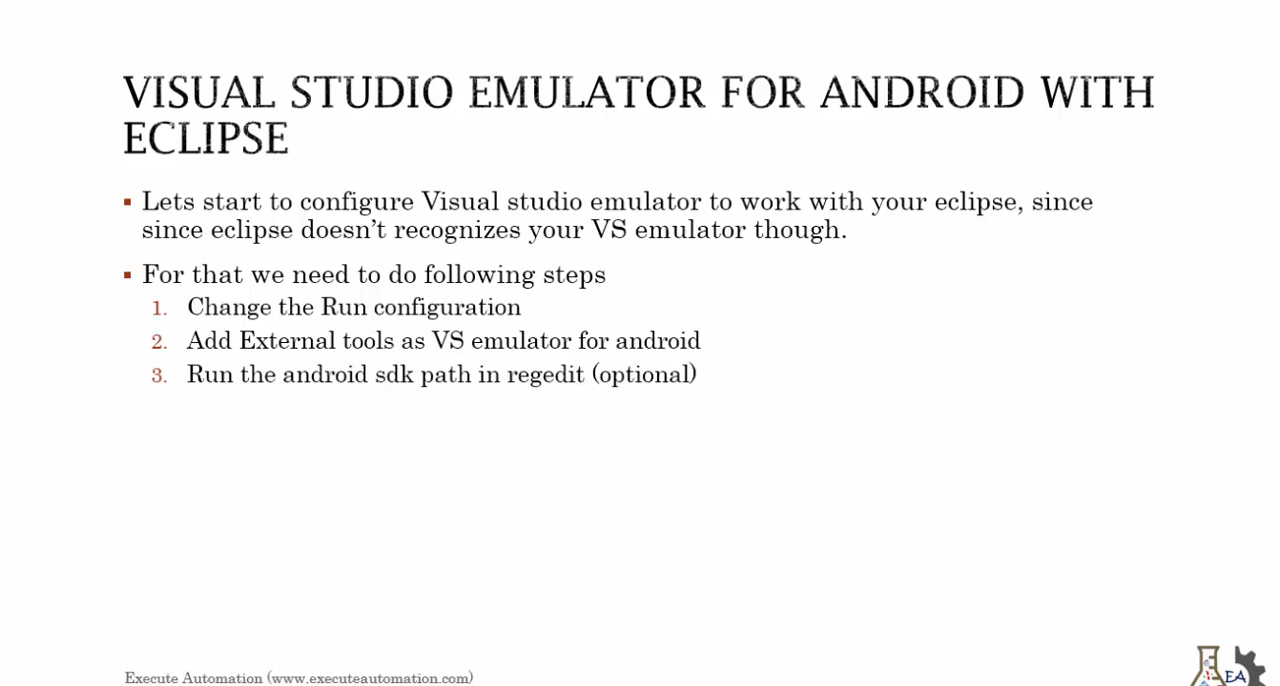 VISUAL STUDIO EMULATOR FOR ANDROID WITH
ECLIPSE
▪ Lets start to configure Visual studio emulator to work with your eclipse, since
since eclipse doesn’t recognizes your VS emulator though.
▪ For that we need to do following steps
1. Change the Run configuration
2. Add External tools as VS emulator for android
3. Run the android sdk path in regedit (optional)
Execute Automation (www.executeautomation.com)
EA